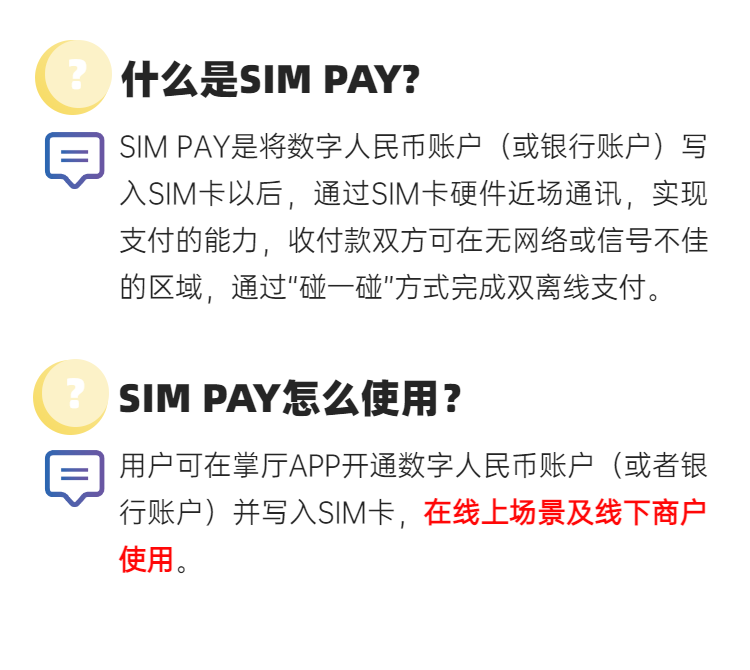 ?
什么是SIM PAY?
SIM PAY是将数字人民币账户（或银行账户）写
入SIM卡以后，通过SIM卡硬件近场通讯，实现
支付的能力，收付款双方可在无网络或信号不佳
的区域，通过“碰一碰”方式完成双离线支付。
?
SIM PAY怎么使用？
用户可在掌厅APP开通数字人民币账户（或者银
行账户）并写入SIM卡，在线上场景及线下商户
使用。